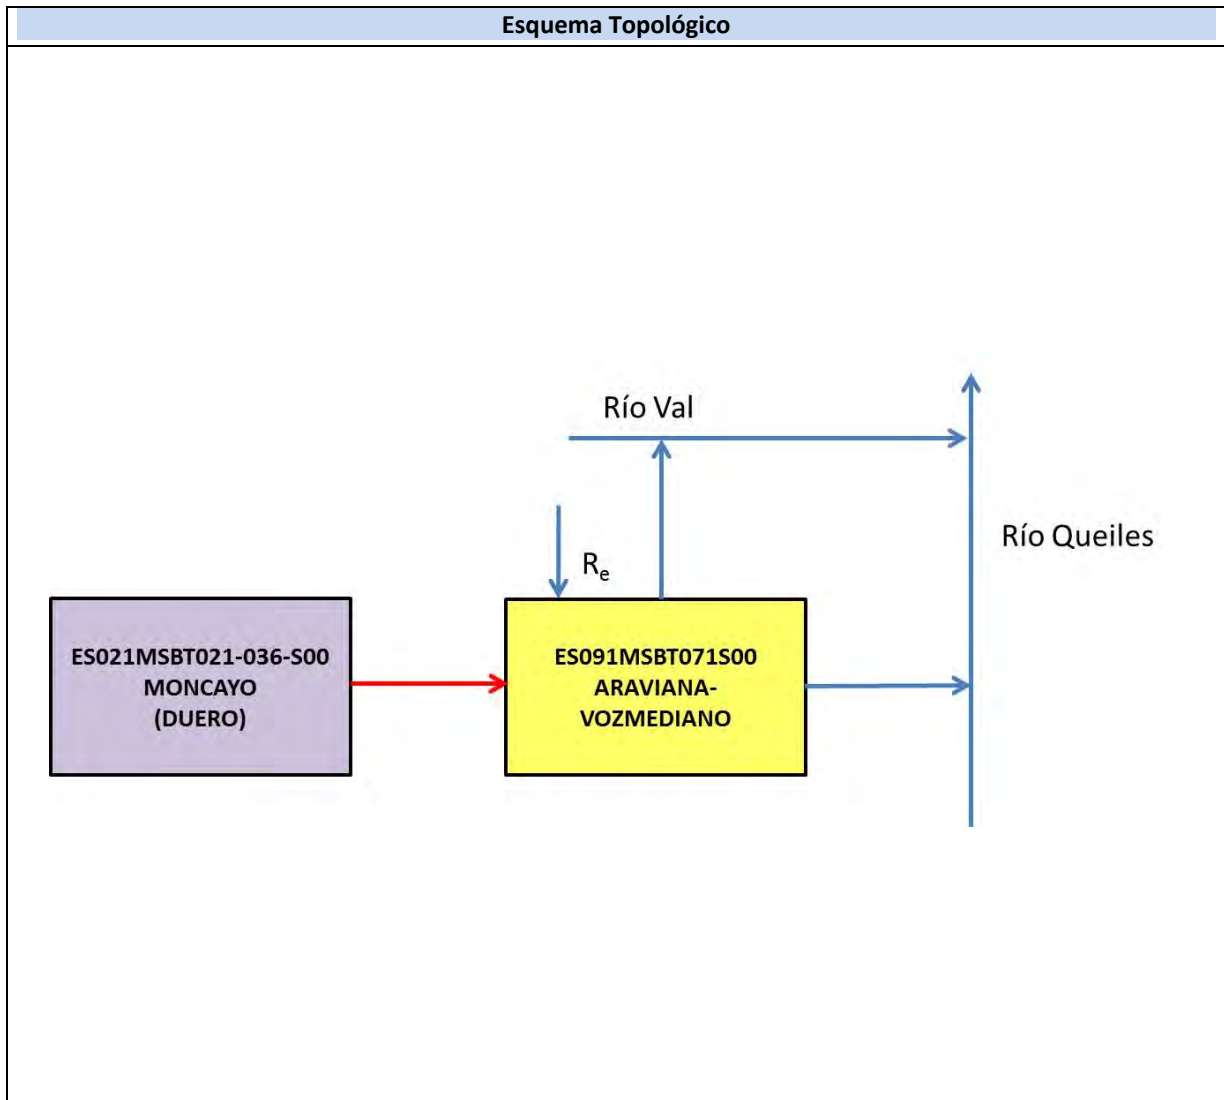 Esquema Topológico
Río Val
Río Queiles
Re
ES021MSBT021-036-S00
MONCAYO
(DUERO)
ES091MSBT071S00
ARAVIANA-
VOZMEDIANO